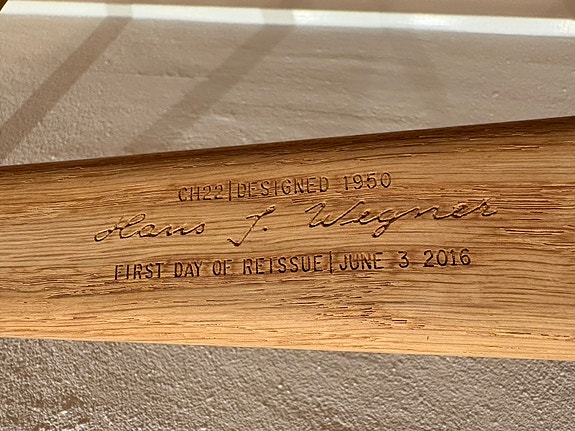 CH22|DESIGNED 1950
Hans J. Wegner
FIRST DAY OF REISSUE|JUNE 3 2016